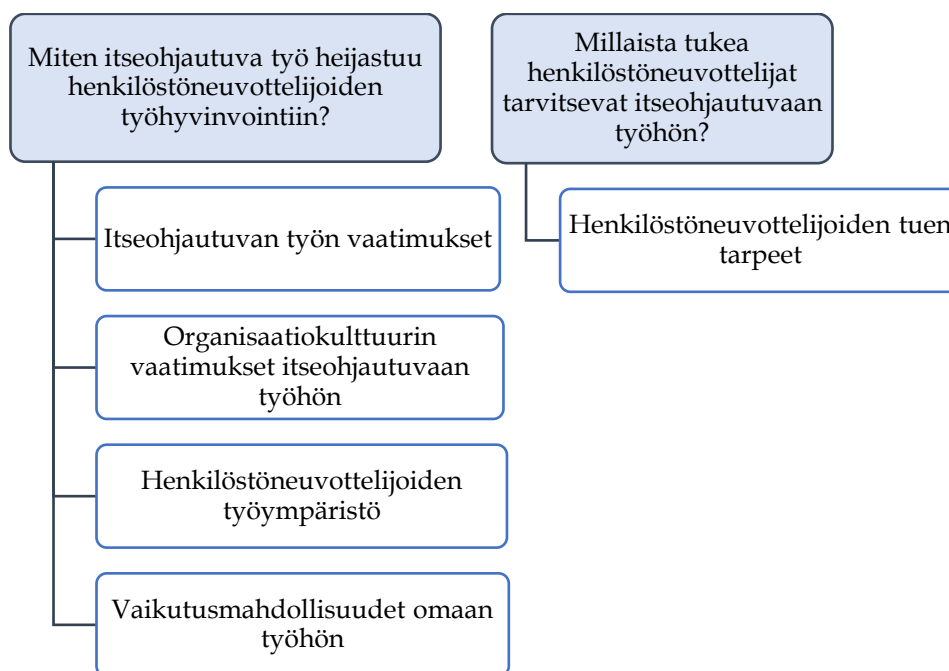 Miten itseohjautuva työ heijastuu
henkilöstöneuvottelijoiden
työhyvinvointiin?
Itseohjautuvan työn vaatimukset
Organisaatiokulttuurin
vaatimukset itseohjautuvaan
työhön
Henkilöstöneuvottelijoiden
työympäristö
Vaikutusmahdollisuudet omaan
työhön
Millaista tukea
henkilöstöneuvottelijat
tarvitsevat itseohjautuvaan
työhön?
Henkilöstöneuvottelijoiden tuen
tarpeet